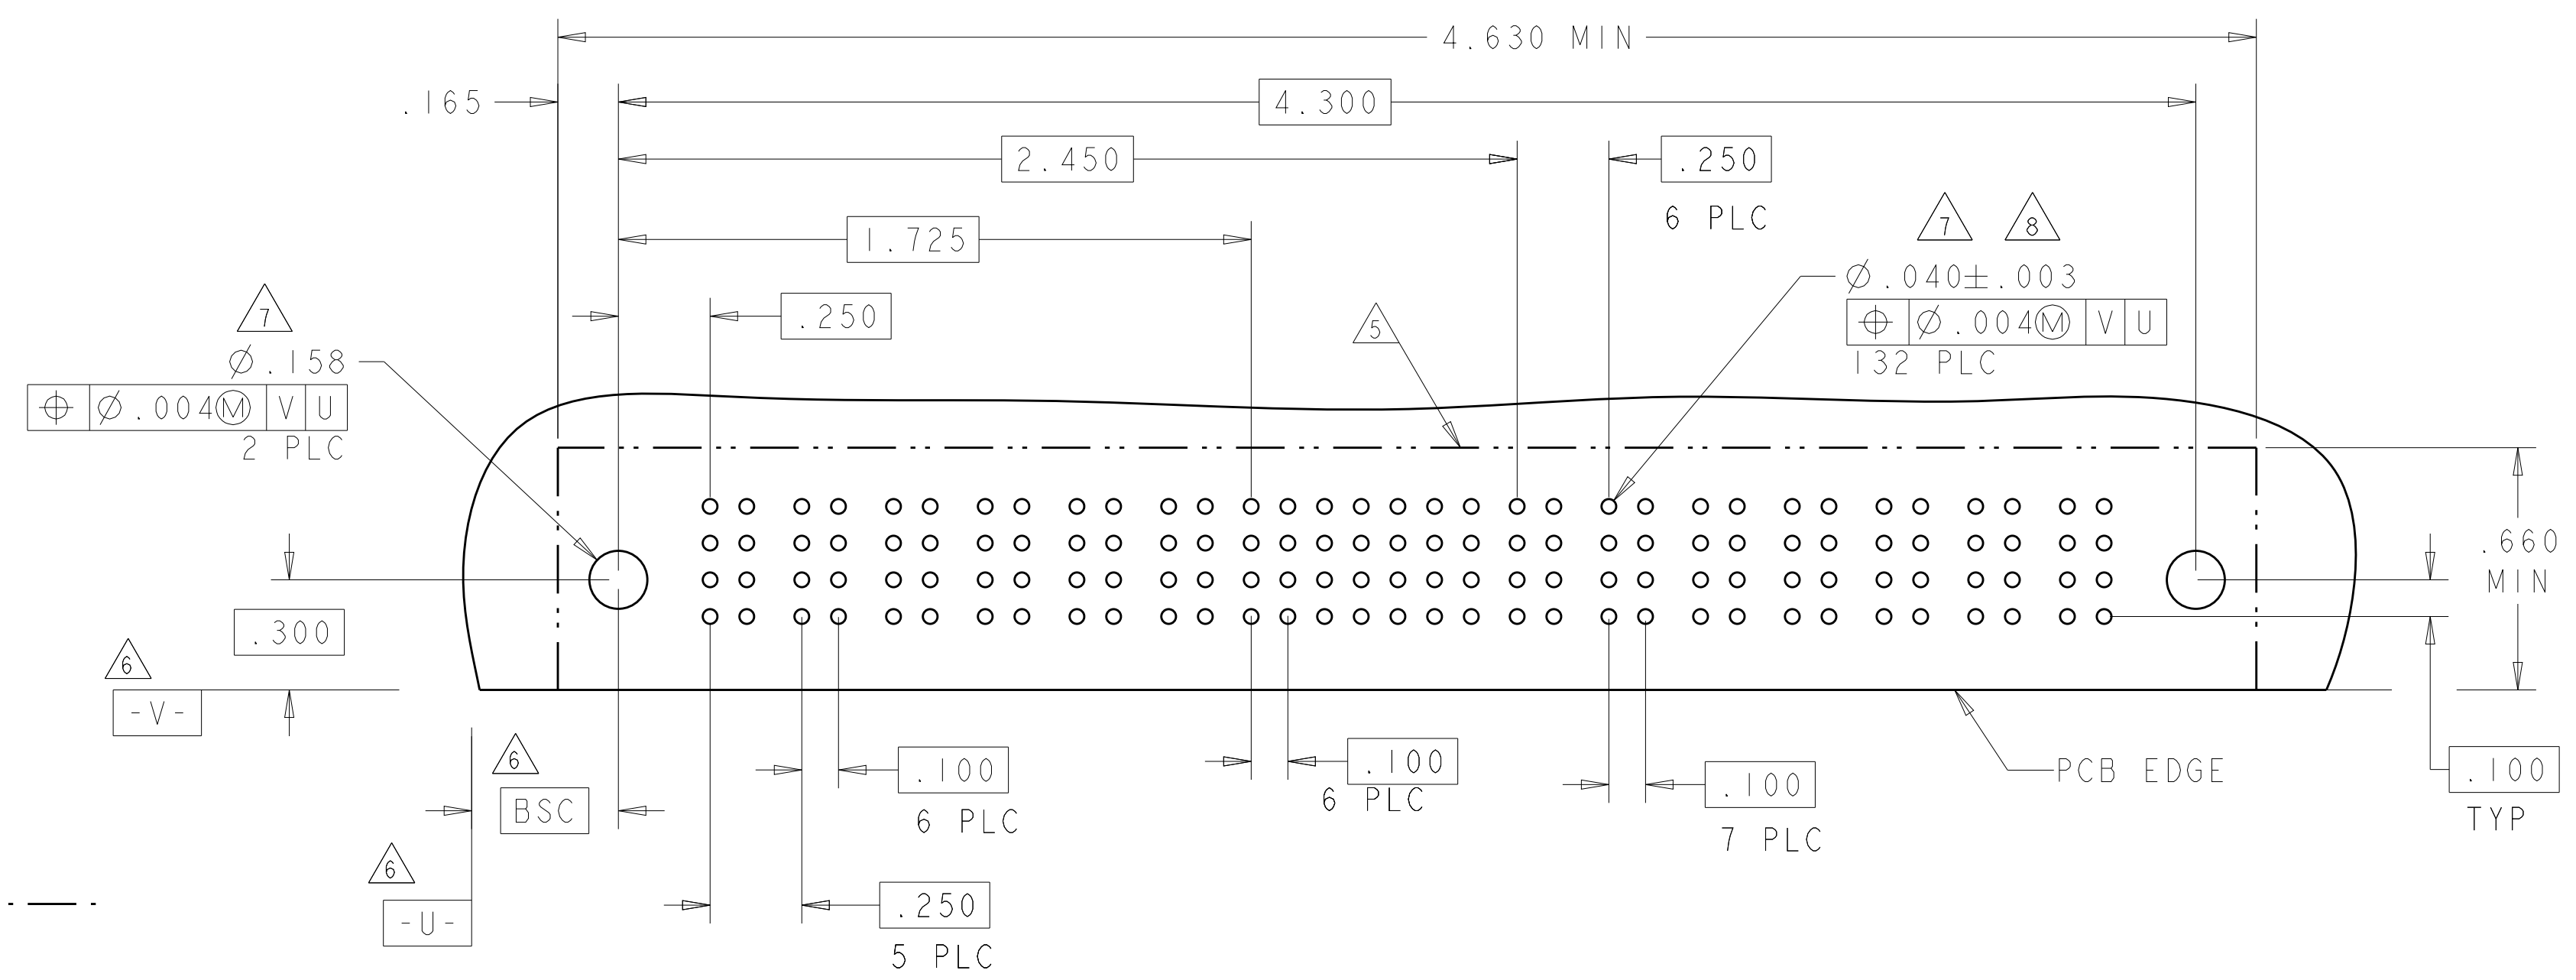 4.630 MIN
.165
4.300
2.450
.250
6 PLC
1.725
7 8
Ø.040±.003
⌖ Ø.004Ⓜ V U
132 PLC
.250
5
7
Ø.158
⌖ Ø.004Ⓜ V U
2 PLC
.660
MIN
.300
6
-V-
6
BSC
.100
6 PLC
.100
6 PLC
.100
7 PLC
PCB EDGE
.100
TYP
6
-U-
.250
5 PLC